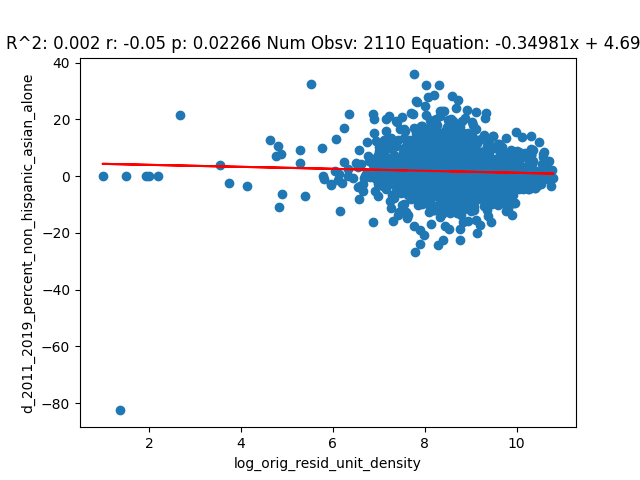 R^2: 0.002 r: -0.05 p: 0.02266 Num Obsv: 2110 Equation: -0.34981x + 4.69
d_2011_2019_percent_non_hispanic_asian_alone
40
20
0
−20
−40
−60
−80
2 4 6 8 10
log_orig_resid_unit_density